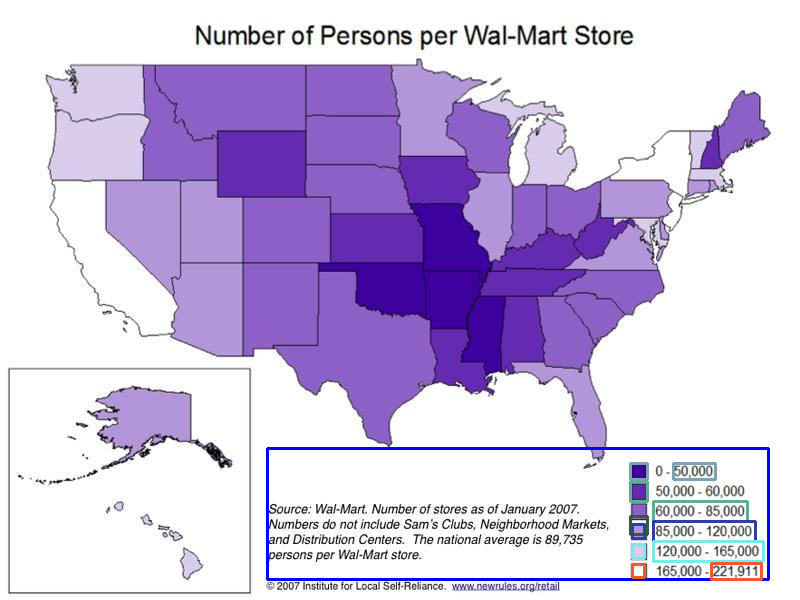 Number of Persons per Wal-Mart Store
0 - 50,000
50,000 - 60,000
60,000 - 85,000
85,000 - 120,000
120,000 - 165,000
165,000 - 221,911
Source: Wal-Mart. Number of stores as of January 2007.
Numbers do not include Sam's Clubs, Neighborhood Markets,
and Distribution Centers. The national average is 89,735
persons per Wal-Mart store.
© 2007 Institute for Local Self-Reliance. www.newrules.org/retail